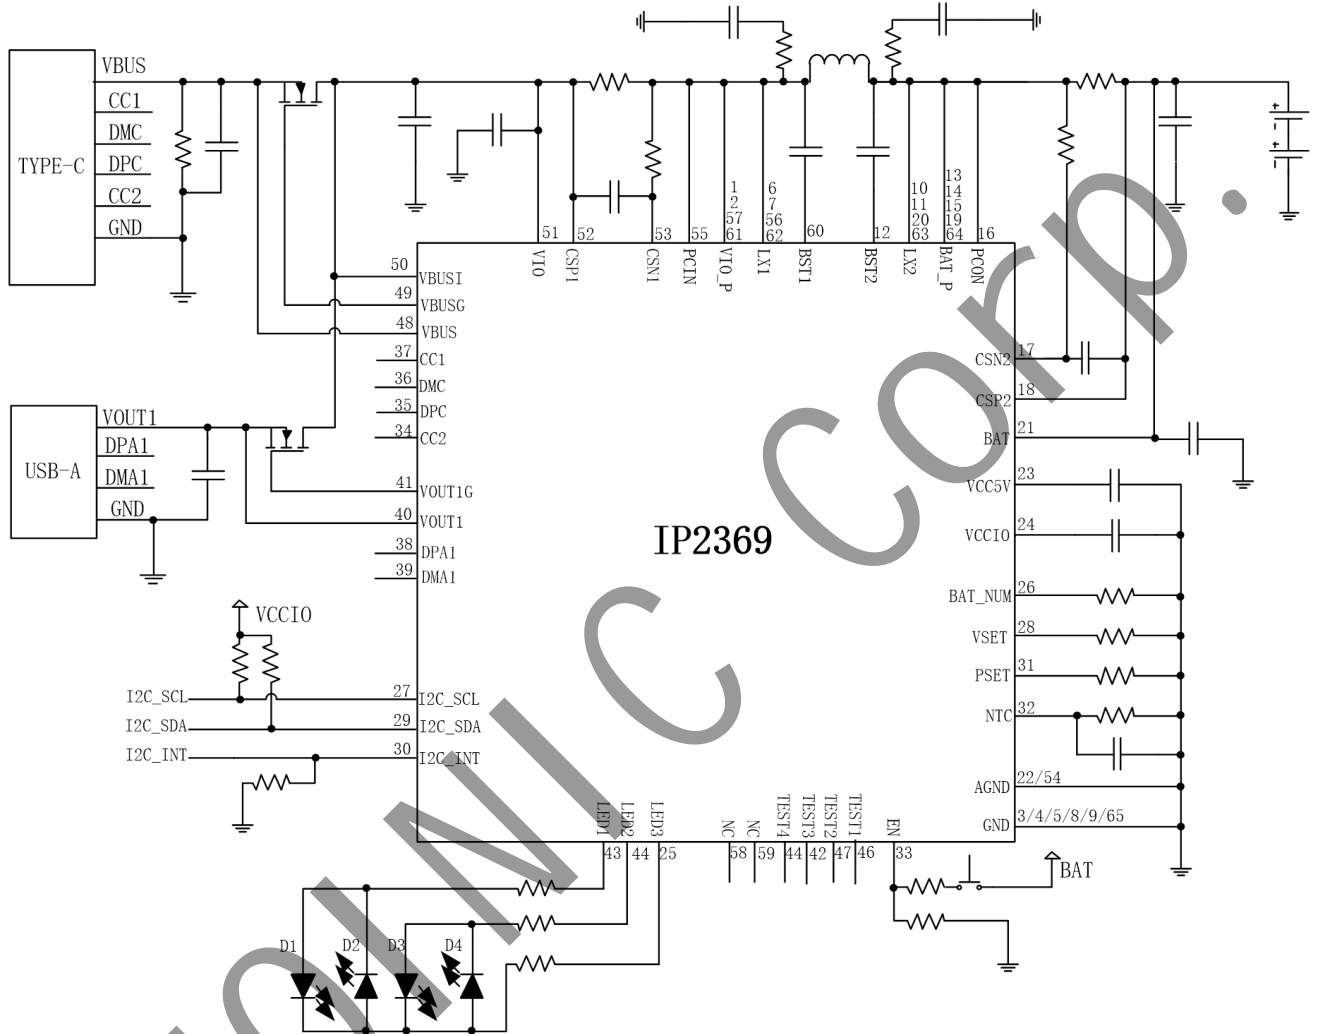 VBUS
CC1
DMC
DPC
CC2
GND
TYPE-C
VOUT1
DPA1
DMA1
GND
USB-A
VCCIO
I2C_SCL
I2C_SDA
I2C_INT
50 VBUSI
49 VBUSG
48 VBUS
37 CC1
36 DMC
35 DPC
34 CC2
41 VOUT1G
40 VOUT1
38 DPA1
39 DMA1
27 I2C_SCL
29 I2C_SDA
30 I2C_INT
51 VIO
52 CSP1
53 CSN1
55 PCIN
1 2 57 61 VIO_P
6 7 56 62 LX1
60 BST1
12 BST2
10 11 20 63 LX2
13 14 15 19 64 BAT_P
16 PCON
+ -
+ -
IP2369
CSN2 17
CSP2 18
BAT 21
VCC5V 23
VCCIO 24
BAT_NUM 26
VSET 28
PSET 31
NTC 32
AGND 22/54
GND 3/4/5/8/9/65
LED1 43
LED2 44
LED3 25
NC 58
NC 59
TEST4 44
TEST3 42
TEST2 47
TEST1 46
EN 33
BAT
D1
D2
D3
D4
ONIC Corp.